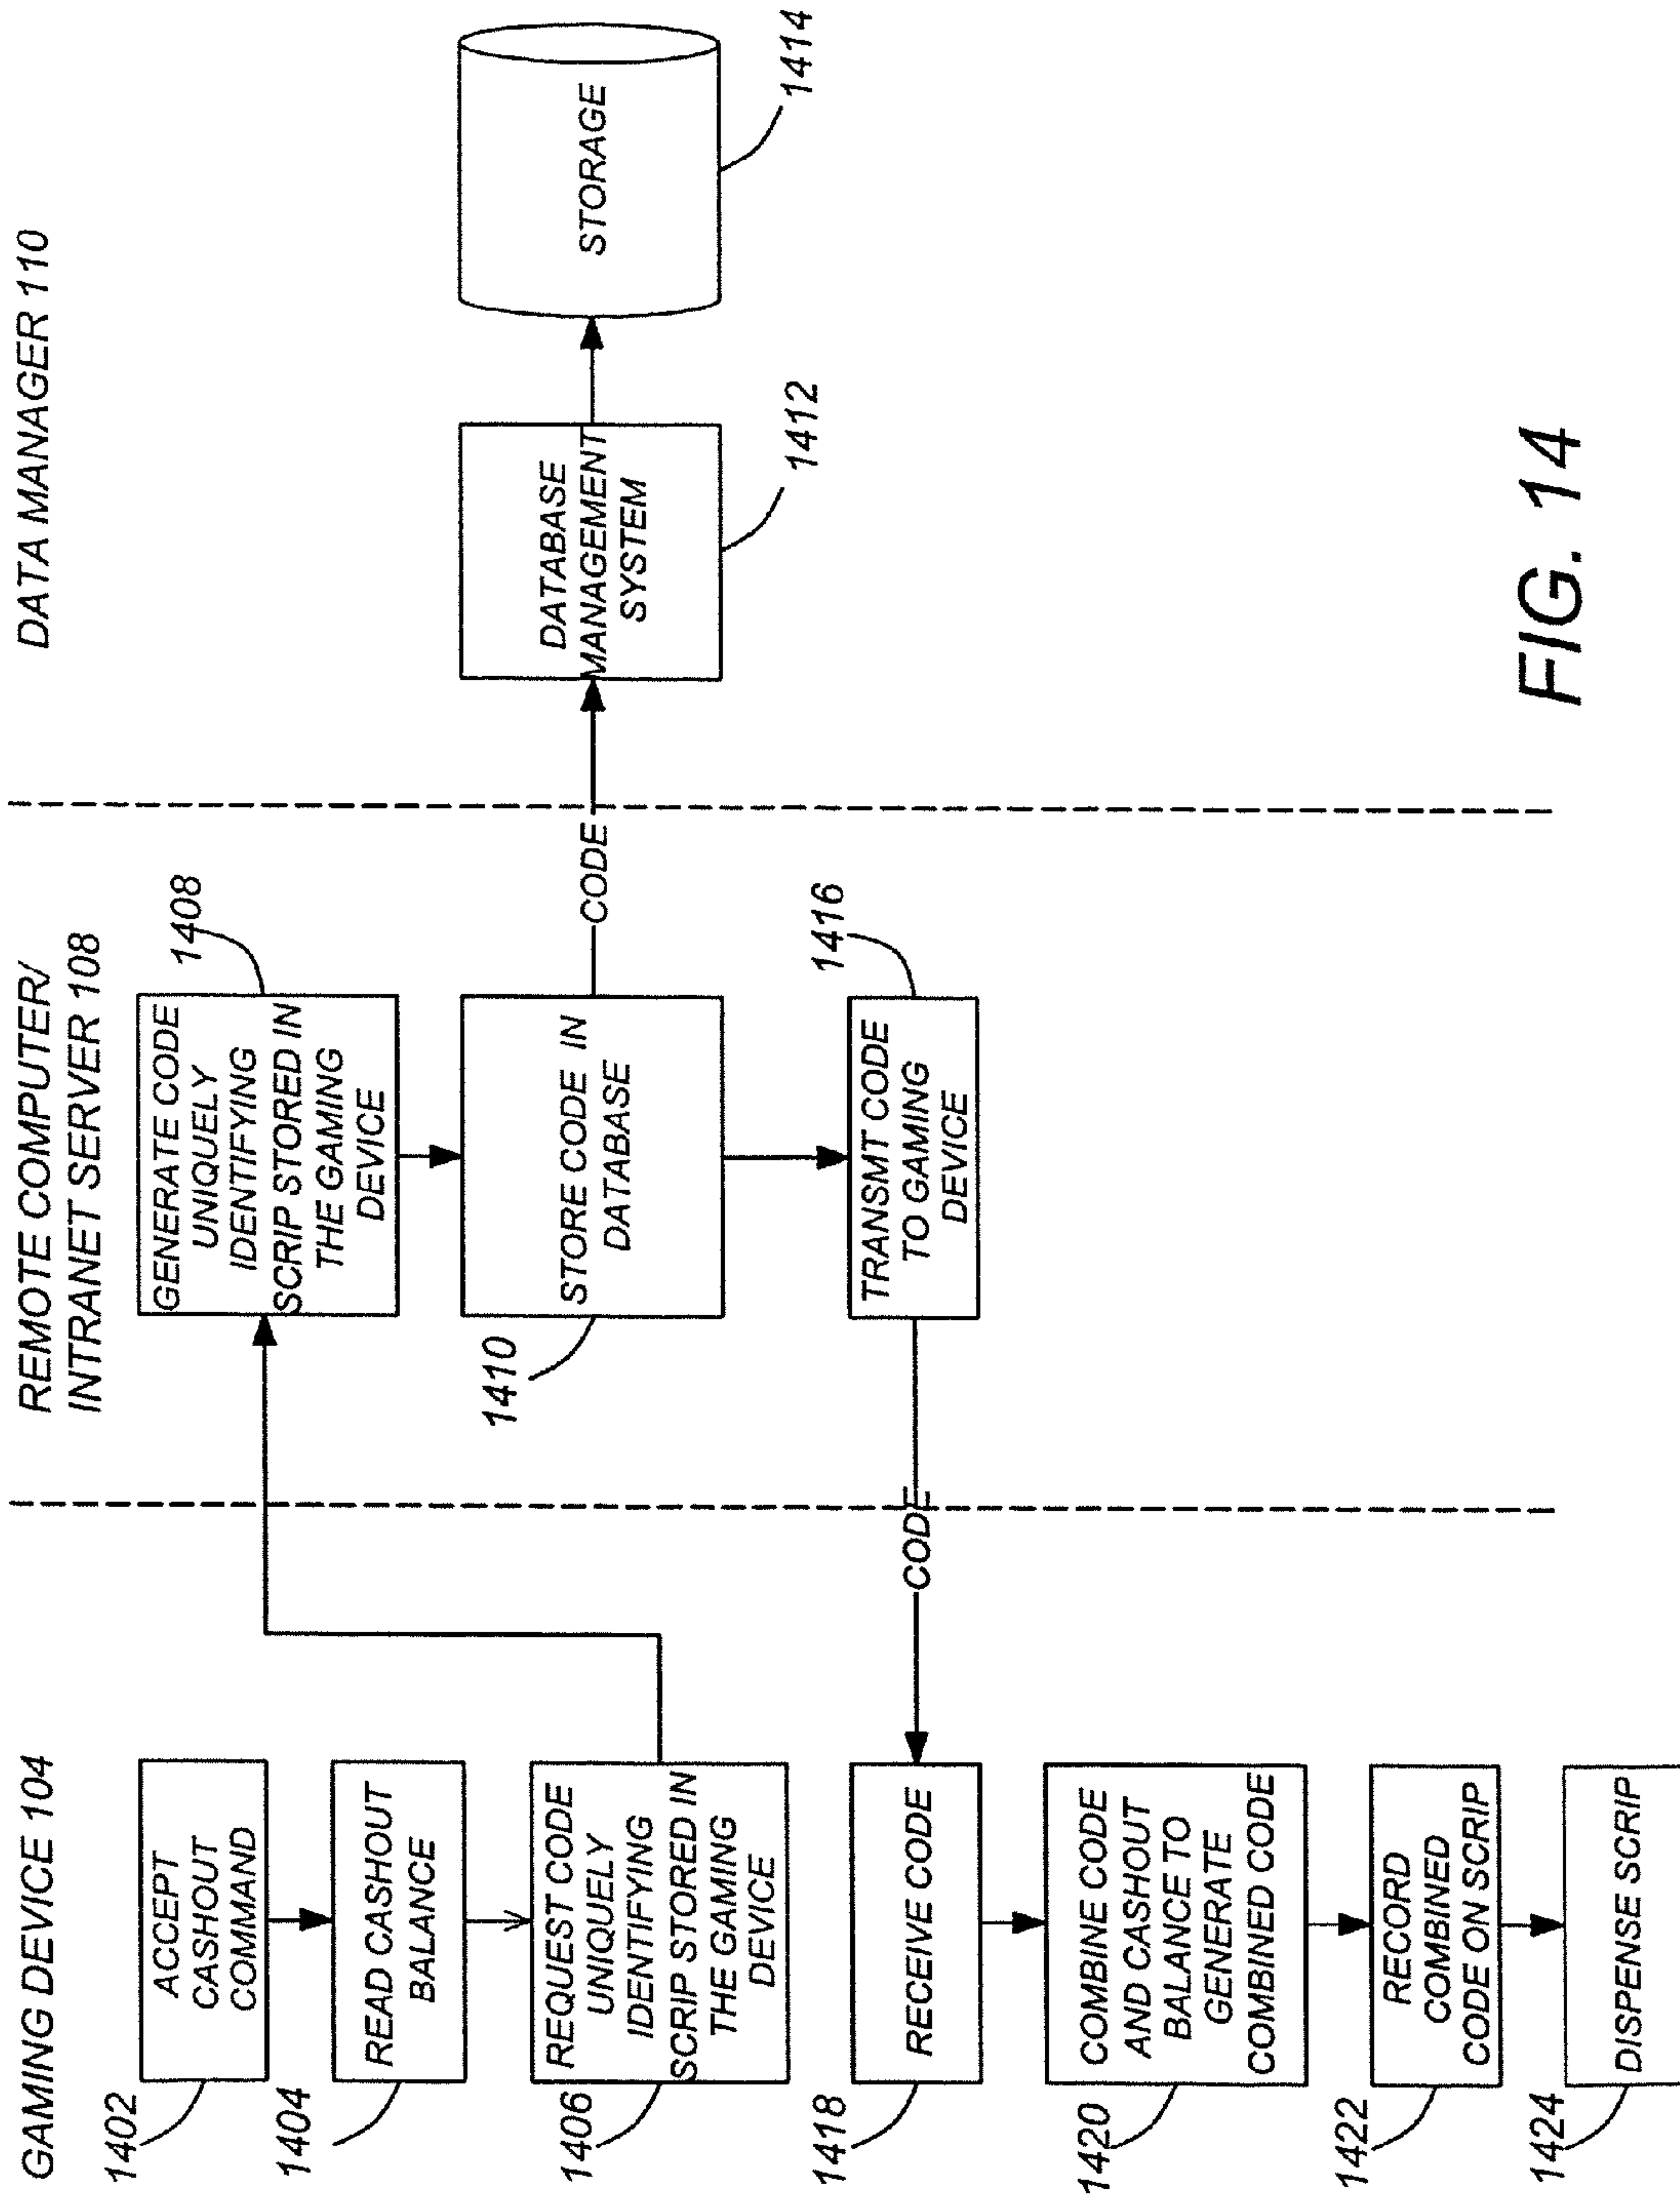 GAMING DEVICE 104
1402
ACCEPT
CASHOUT
COMMAND
1404
READ CASHOUT
BALANCE
1406
REQUEST CODE
UNIQUELY
IDENTIFYING
SCRIP STORED IN
THE GAMING
DEVICE
1418
RECEIVE CODE
1420
COMBINE CODE
AND CASHOUT
BALANCE TO
GENERATE
COMBINED CODE
1422
RECORD
COMBINED
CODE ON SCRIP
1424
DISPENSE SCRIP
REMOTE COMPUTER/
INTRANET SERVER 108
1408
GENERATE CODE
UNIQUELY
IDENTIFYING
SCRIP STORED IN
THE GAMING
DEVICE
1410
STORE CODE IN
DATABASE
CODE
1416
TRANSMT CODE
TO GAMING
DEVICE
CODE
DATA MANAGER 110
DATABASE
MANAGEMENT
SYSTEM
1412
STORAGE
1414
FIG. 14